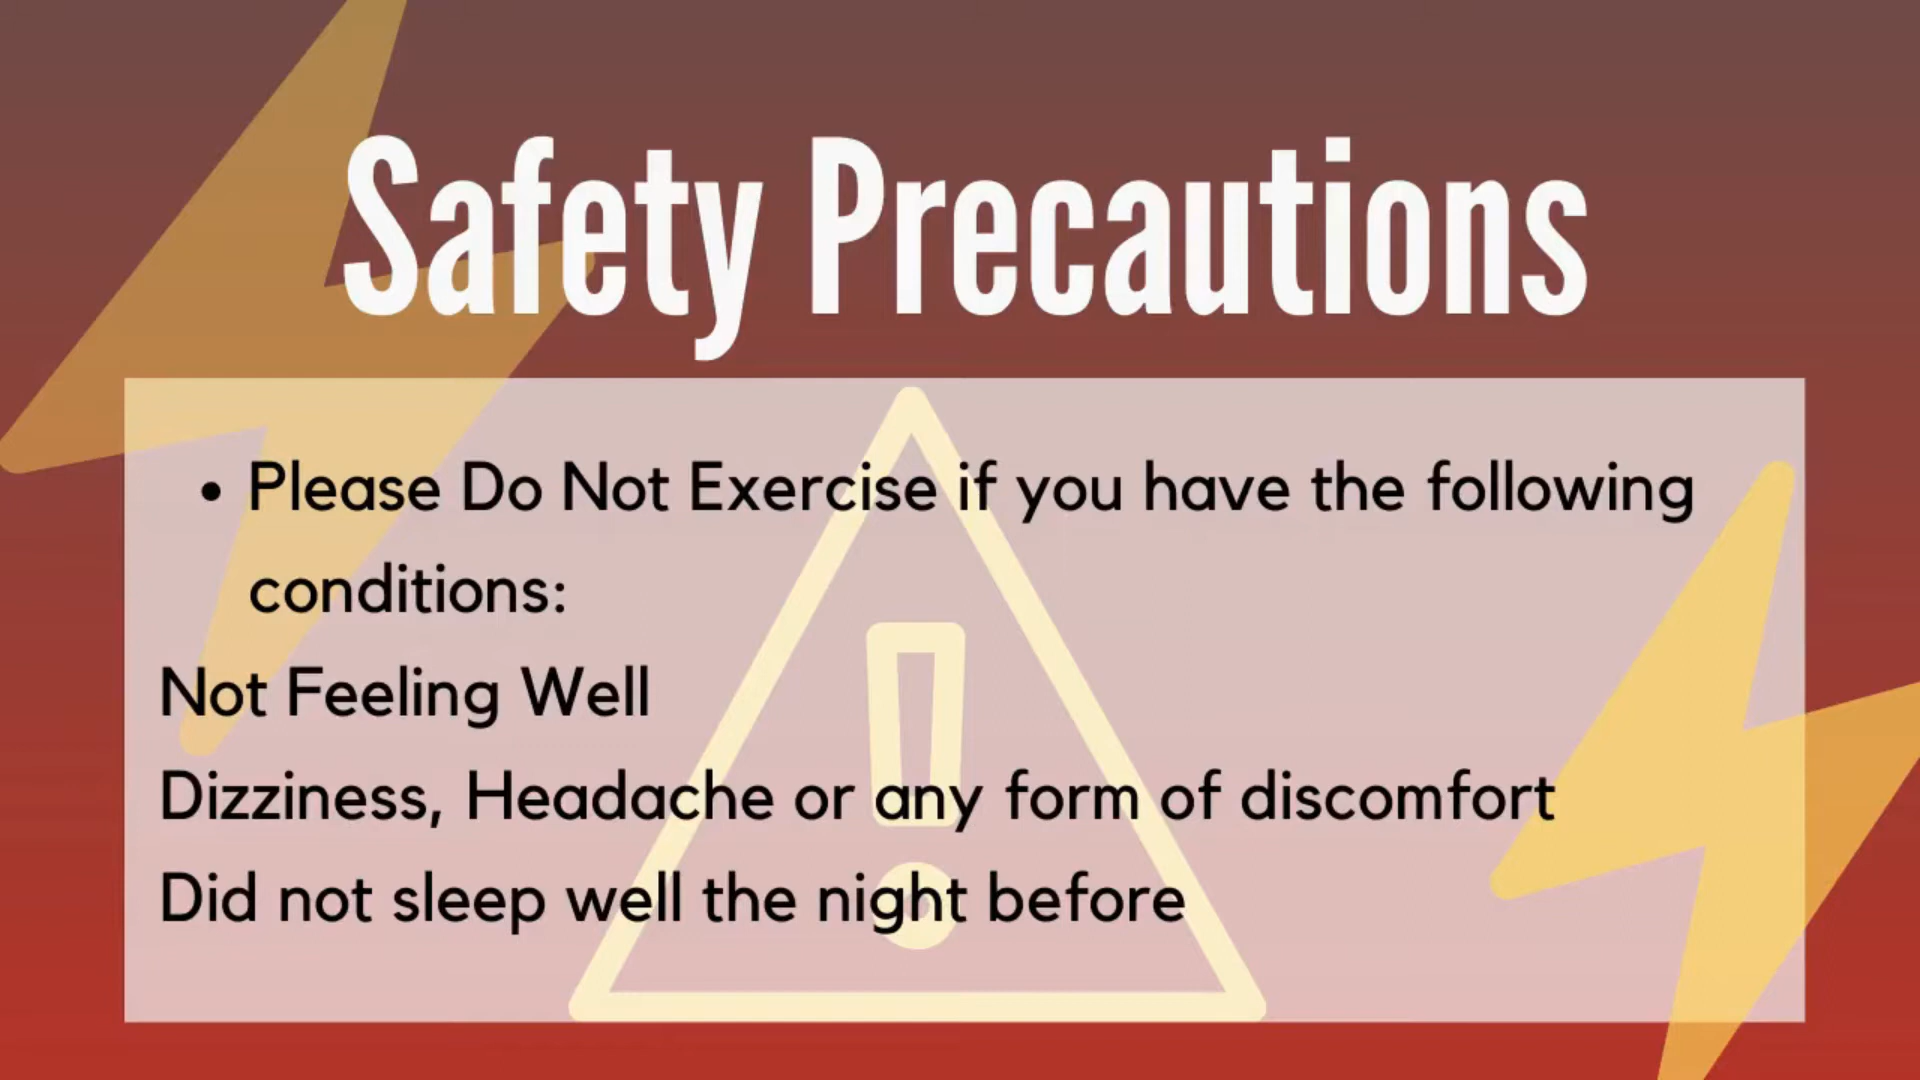 Safety Precautions
• Please Do Not Exercise if you have the following
conditions:
Not Feeling Well
Dizziness, Headache or any form of discomfort
Did not sleep well the night before